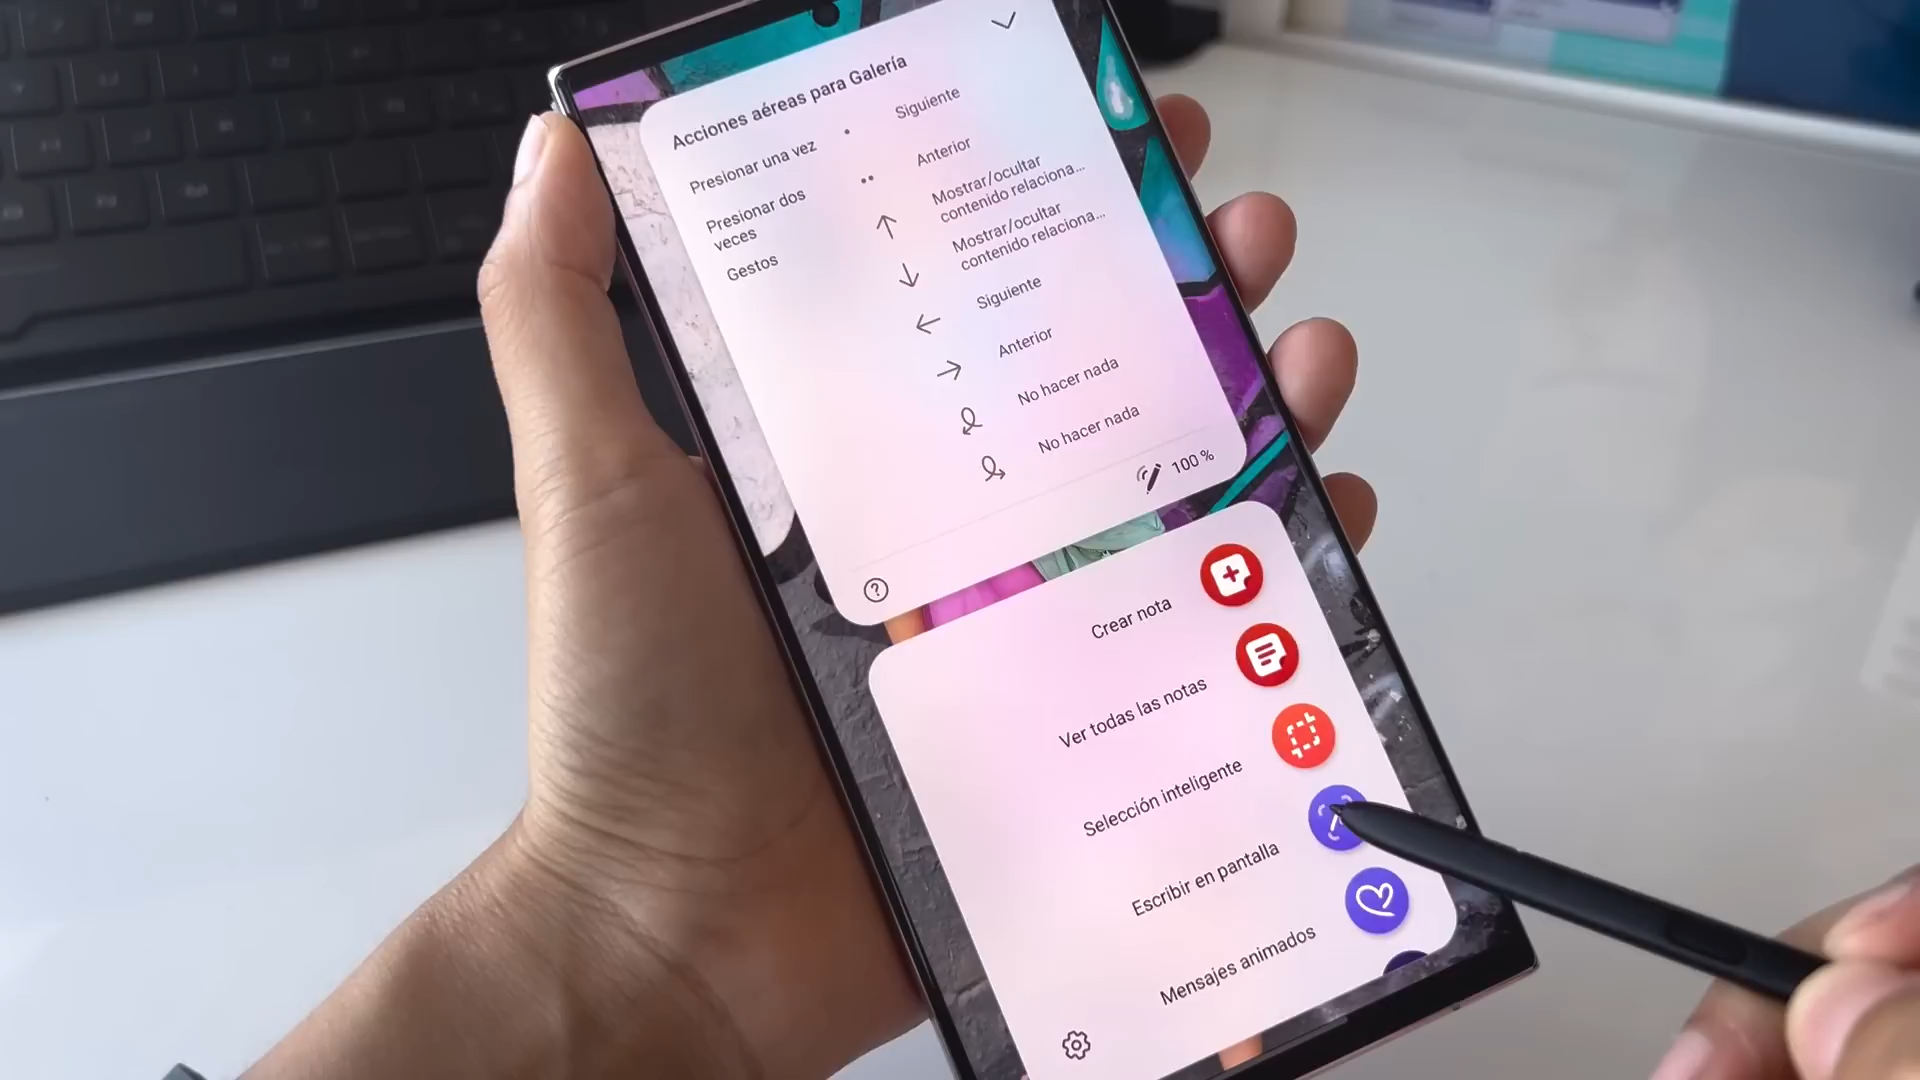 Acciones aéreas para Galería
Presionar una vez
Siguiente
Presionar dos
veces
Anterior
Gestos
Mostrar/ocultar
contenido relaciona...
Mostrar/ocultar
contenido relaciona...
Siguiente
Anterior
No hacer nada
No hacer nada
100 %
?
Crear nota
Ver todas las notas
Selección inteligente
Escribir en pantalla
Mensajes animados